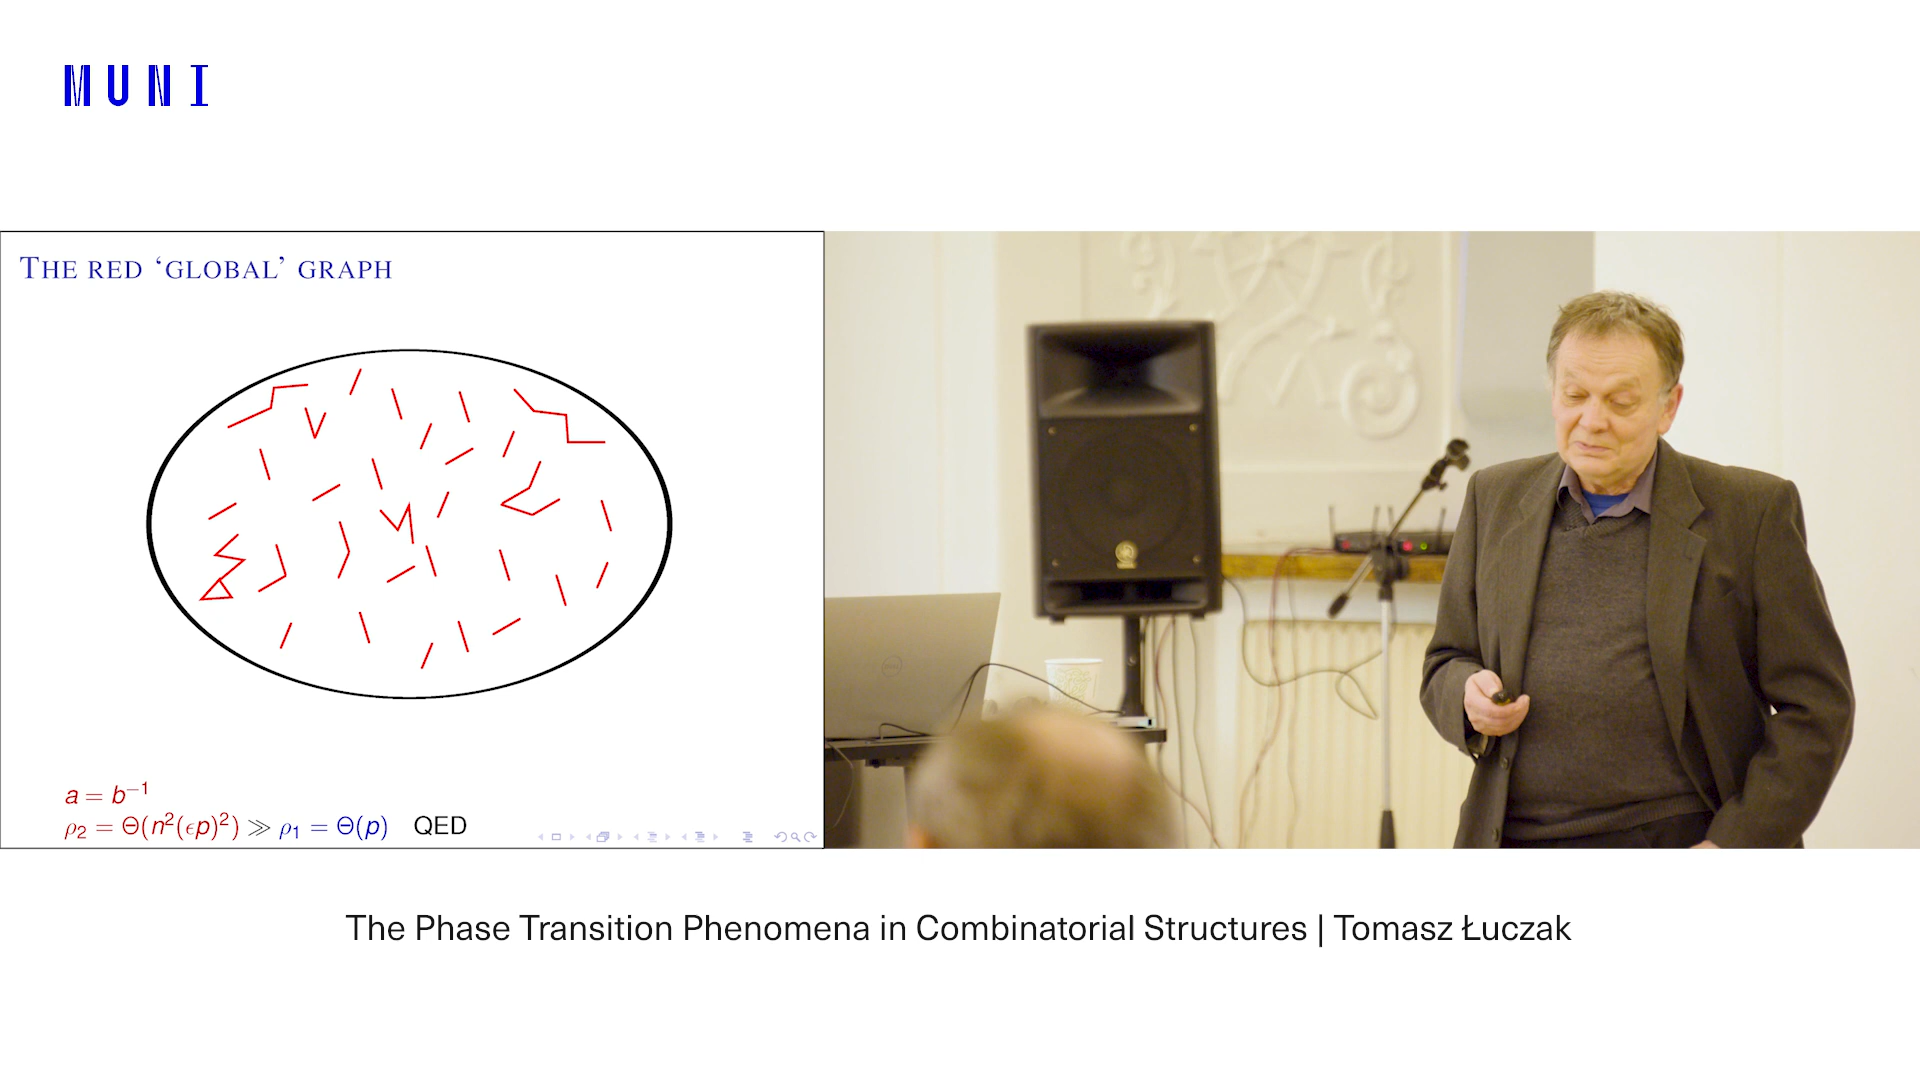 MUNI
THE RED ‘GLOBAL’ GRAPH
a = b⁻¹
ρ₂ = Θ(n²(ϵp)²) ≫ ρ₁ = Θ(p) QED
The Phase Transition Phenomena in Combinatorial Structures | Tomasz Łuczak